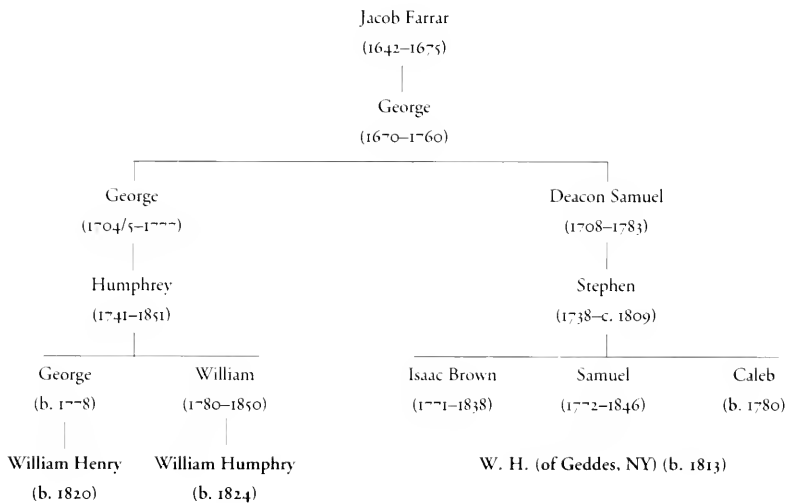 Jacob Farrar
(1642–1675)
George
(1670–1760)
George Deacon Samuel
(1704/5–1777) (1708–1783)
Humphrey Stephen
(1741–1851) (1738–c. 1809)
George William Isaac Brown Samuel Caleb
(b. 1778) (1780–1850) (1771–1838) (1772–1846) (b. 1780)
William Henry William Humphry W. H. (of Geddes, NY) (b. 1813)
(b. 1820) (b. 1824)